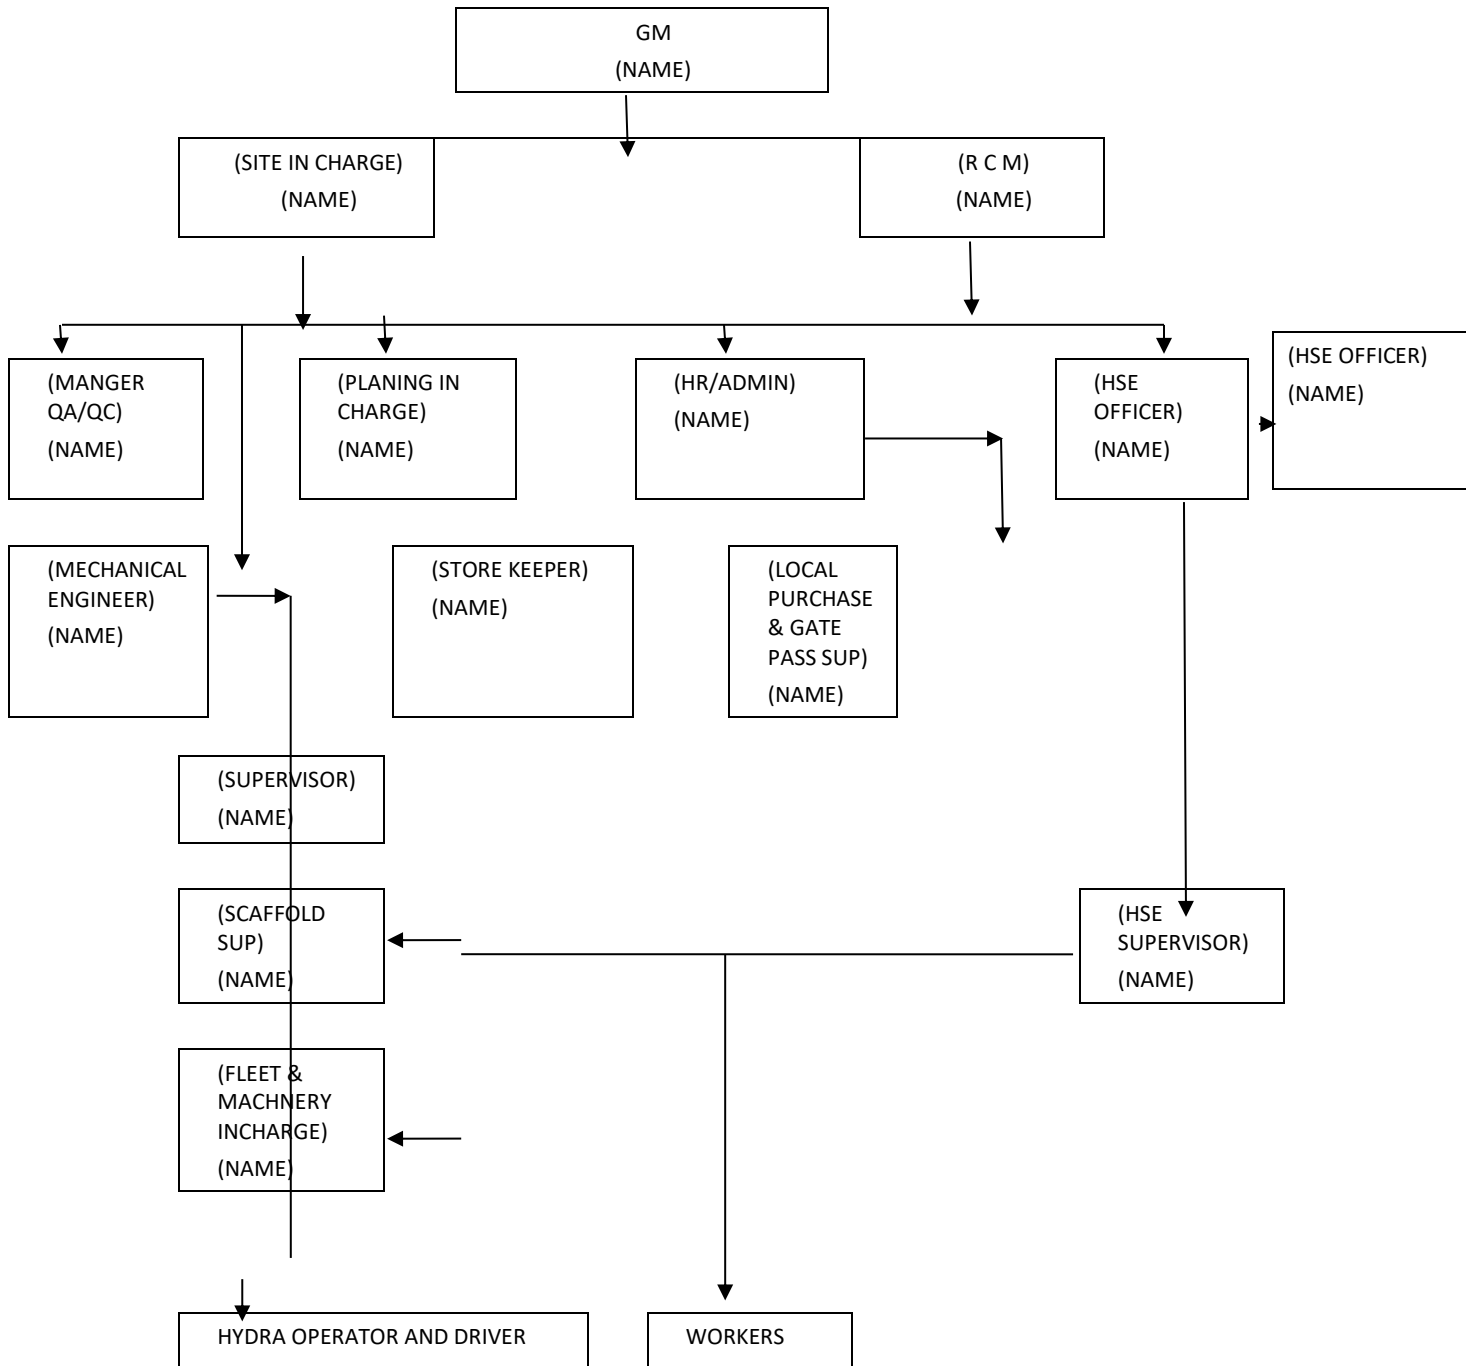 GM
(NAME)
(SITE IN CHARGE)
(NAME)
(R C M)
(NAME)
(MANGER
QA/QC)
(NAME)
(PLANING IN
CHARGE)
(NAME)
(HR/ADMIN)
(NAME)
(HSE
OFFICER)
(NAME)
(HSE OFFICER)
(NAME)
(MECHANICAL
ENGINEER)
(NAME)
(STORE KEEPER)
(NAME)
(LOCAL
PURCHASE
& GATE
PASS SUP)
(NAME)
(SUPERVISOR)
(NAME)
(SCAFFOLD
SUP)
(NAME)
(HSE
SUPERVISOR)
(NAME)
(FLEET &
MACHNERY
INCHARGE)
(NAME)
HYDRA OPERATOR AND DRIVER
WORKERS